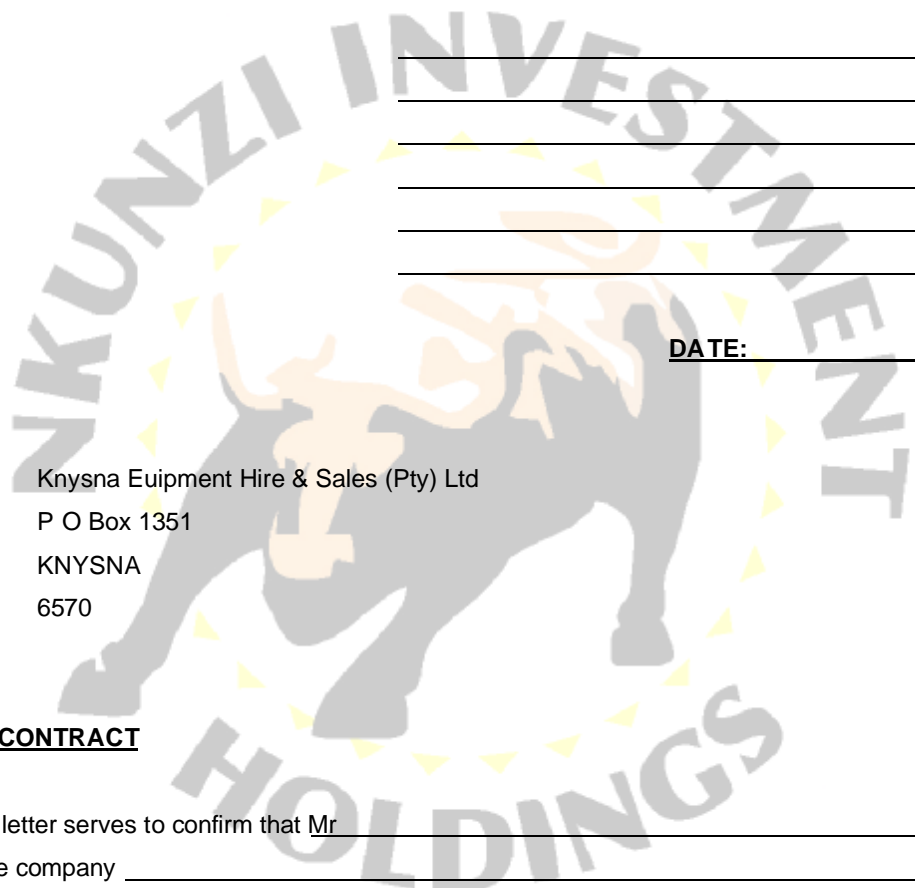 NKUNZI INVESTMENT
DATE:
Knysna Euipment Hire & Sales (Pty) Ltd
P O Box 1351
KNYSNA
6570
CONTRACT
letter serves to confirm that Mr
e company
HOLDINGS